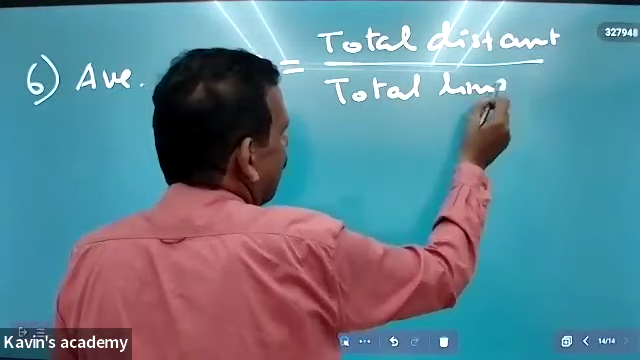 6) Ave. = Total distant
Total time
327948
Kavin's academy
14/14